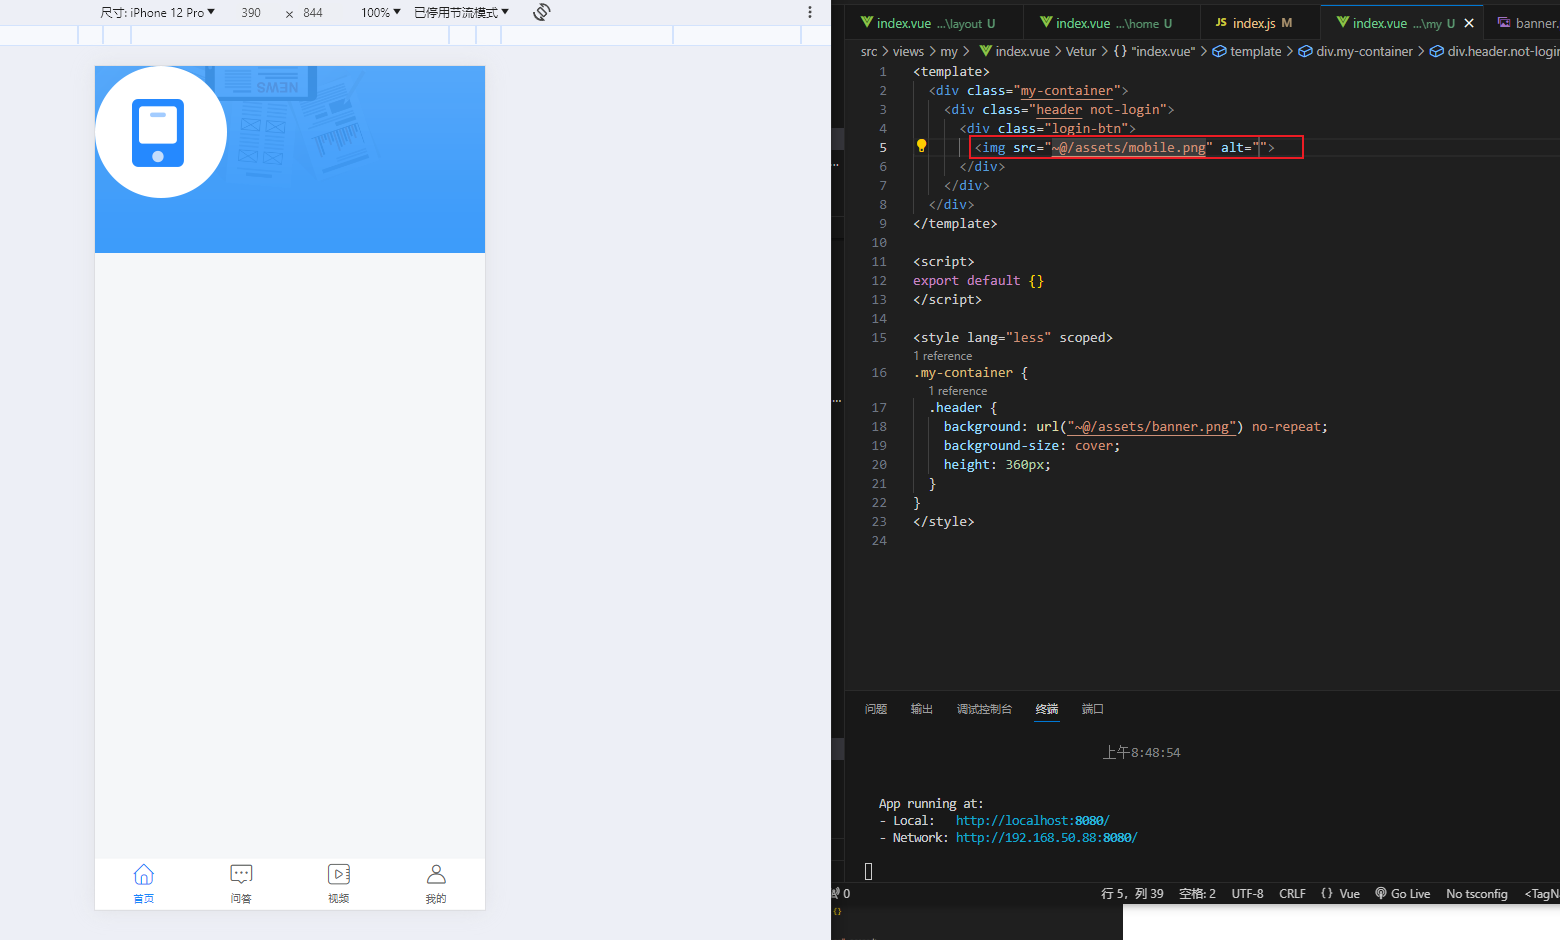 尺寸: iPhone 12 Pro ▼ 390 × 844 100% ▼ 已停用节流模式 ▼
NEWS
首页
问答
视频
我的
index.vue ...\layout U
index.vue ...\home U
JS index.js M
index.vue ...\my U
banner.
src > views > my > index.vue > Vetur > {} "index.vue" > template > div.my-container > div.header.not-login
1 <template>
2 <div class="my-container">
3 <div class="header not-login">
4 <div class="login-btn">
5 <img src="~@/assets/mobile.png" alt="">
6 </div>
7 </div>
8 </div>
9 </template>
10
11 <script>
12 export default {}
13 </script>
14
15 <style lang="less" scoped>
1 reference
16 .my-container {
1 reference
17 .header {
18 background: url("~@/assets/banner.png") no-repeat;
19 background-size: cover;
20 height: 360px;
21 }
22 }
23 </style>
24
问题 输出 调试控制台 终端 端口
上午8:48:54
App running at:
- Local: http://localhost:8080/
- Network: http://192.168.50.88:8080/
0 行 5，列 39 空格: 2 UTF-8 CRLF {} Vue Go Live No tsconfig <TagN